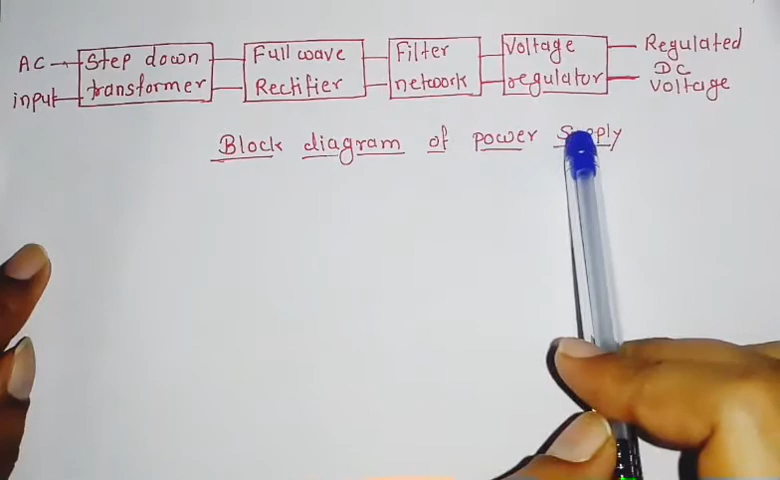 AC
input
Step down
transformer
Full wave
Rectifier
Filter
network
Voltage
regulator
Regulated
DC
Voltage
Block diagram of power